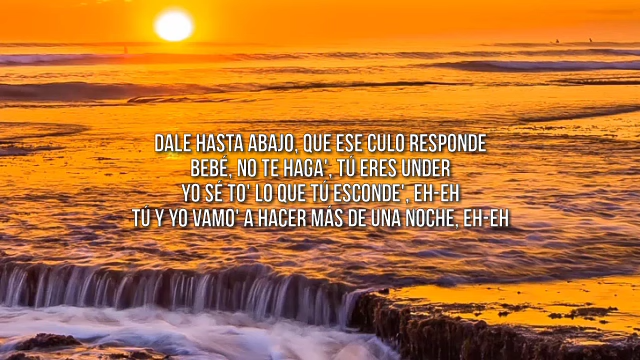 DALE HASTA ABAJO, QUE ESE CULO RESPONDE
BEBÉ, NO TE HAGA', TÚ ERES UNDER
YO SÉ TO' LO QUE TÚ ESCONDE', EH-EH
TÚ Y YO VAMO' A HACER MÁS DE UNA NOCHE, EH-EH